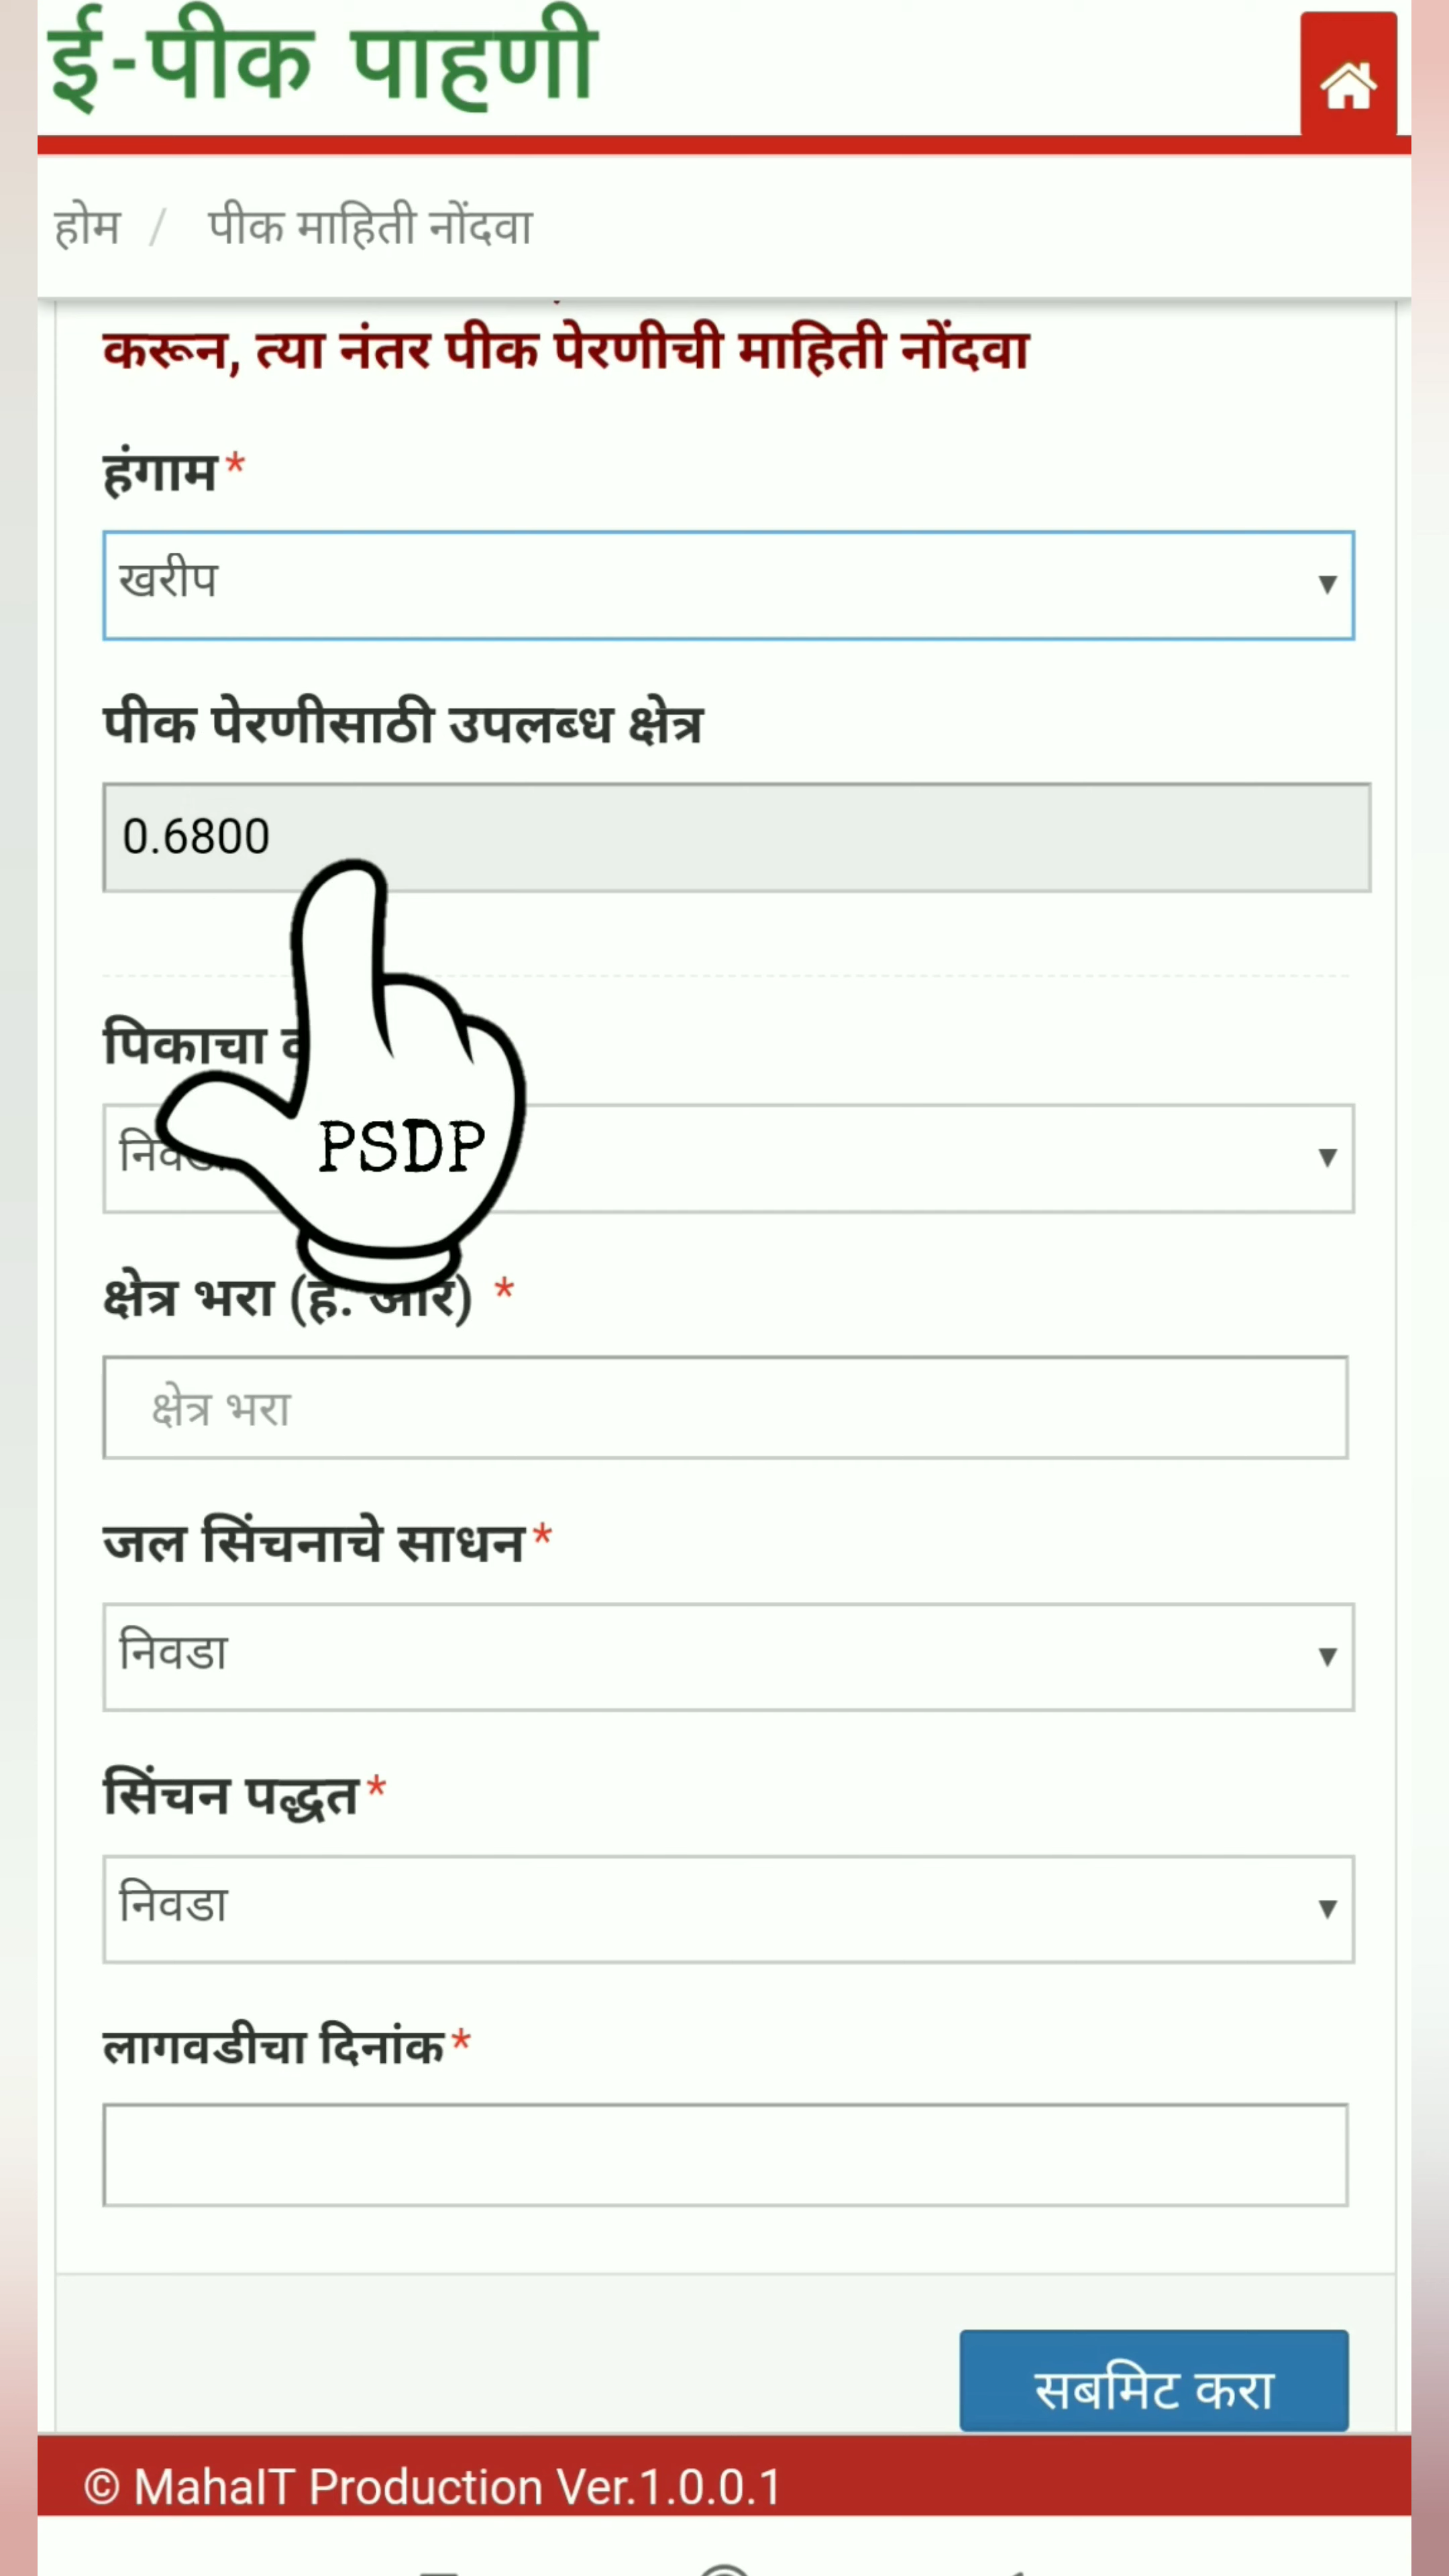 ई-पीक पाहणी
होम / पीक माहिती नोंदवा
करून, त्या नंतर पीक पेरणीची माहिती नोंदवा
हंगाम*
खरीप
पीक पेरणीसाठी उपलब्ध क्षेत्र
0.6800
पिकाचा
PSDP
क्षेत्र भरा (हे. आर) *
क्षेत्र भरा
जल सिंचनाचे साधन*
निवडा
सिंचन पद्धत*
निवडा
लागवडीचा दिनांक*
सबमिट करा
© MahaIT Production Ver.1.0.0.1